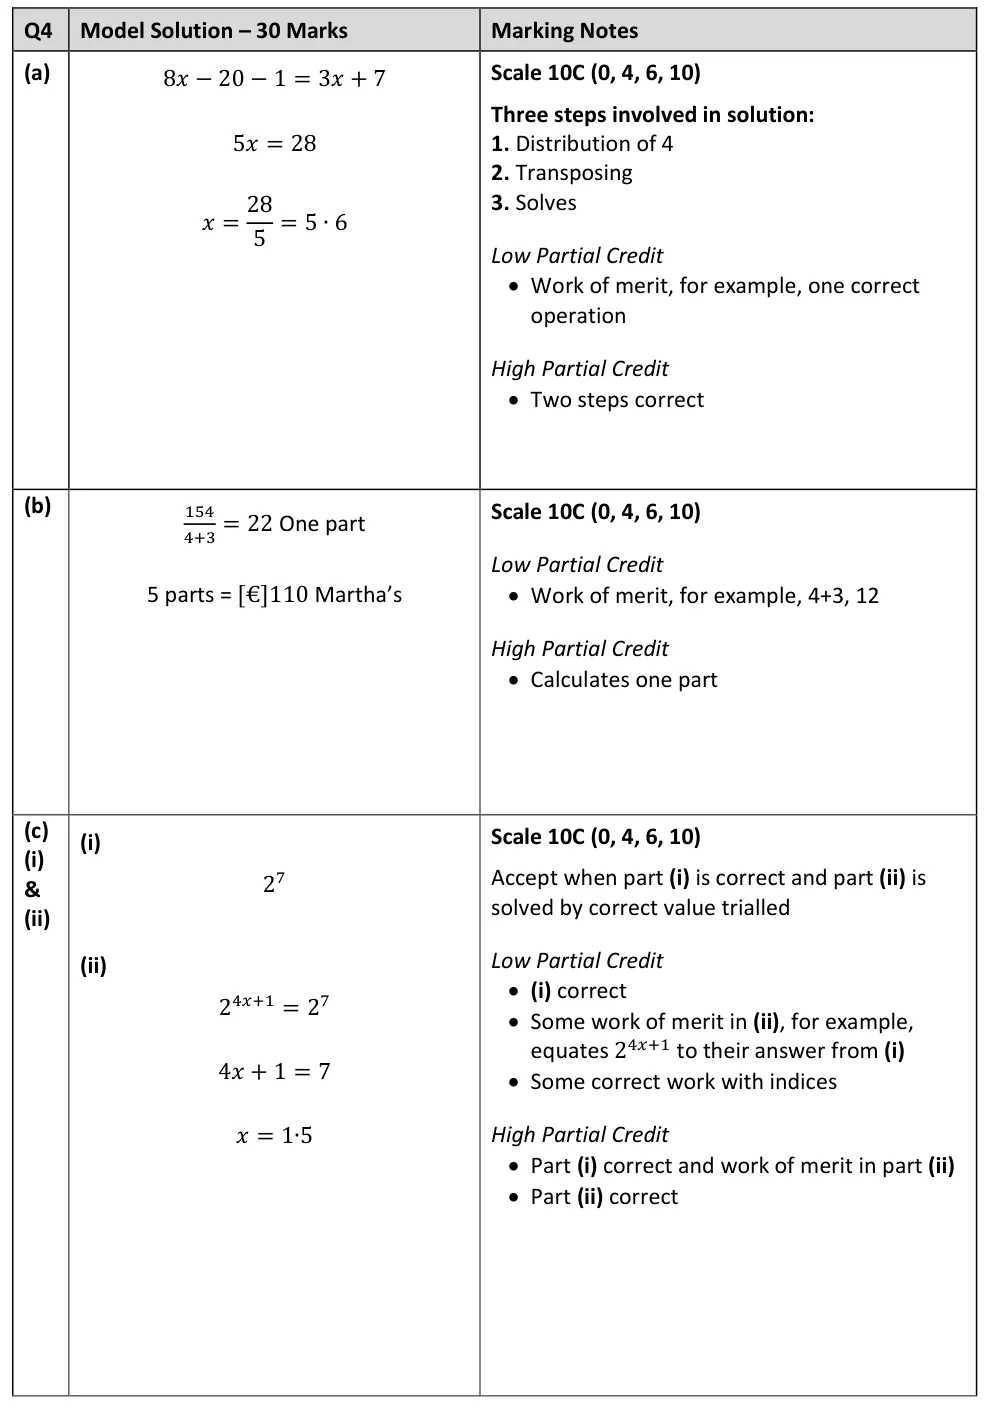 Q4 Model Solution – 30 Marks Marking Notes
(a)
8x − 20 − 1 = 3x + 7
5x = 28
x = 28/5 = 5 · 6
Scale 10C (0, 4, 6, 10)
Three steps involved in solution:
1. Distribution of 4
2. Transposing
3. Solves
Low Partial Credit
• Work of merit, for example, one correct
operation
High Partial Credit
• Two steps correct
(b)
154/4+3 = 22 One part
5 parts = [€]110 Martha’s
Scale 10C (0, 4, 6, 10)
Low Partial Credit
• Work of merit, for example, 4+3, 12
High Partial Credit
• Calculates one part
(c)
(i)
&
(ii)
(i)
2⁷
(ii)
2⁴ˣ⁺¹ = 2⁷
4x + 1 = 7
x = 1·5
Scale 10C (0, 4, 6, 10)
Accept when part (i) is correct and part (ii) is
solved by correct value trialled
Low Partial Credit
• (i) correct
• Some work of merit in (ii), for example,
equates 2⁴ˣ⁺¹ to their answer from (i)
• Some correct work with indices
High Partial Credit
• Part (i) correct and work of merit in part (ii)
• Part (ii) correct